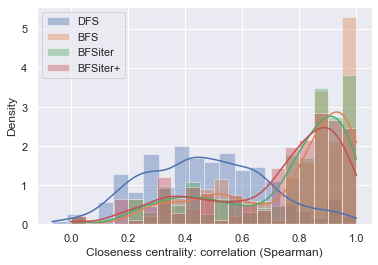 DFS
BFS
BFSiter
BFSiter+
Density
5
4
3
2
1
0
0.0 0.2 0.4 0.6 0.8 1.0
Closeness centrality: correlation (Spearman)